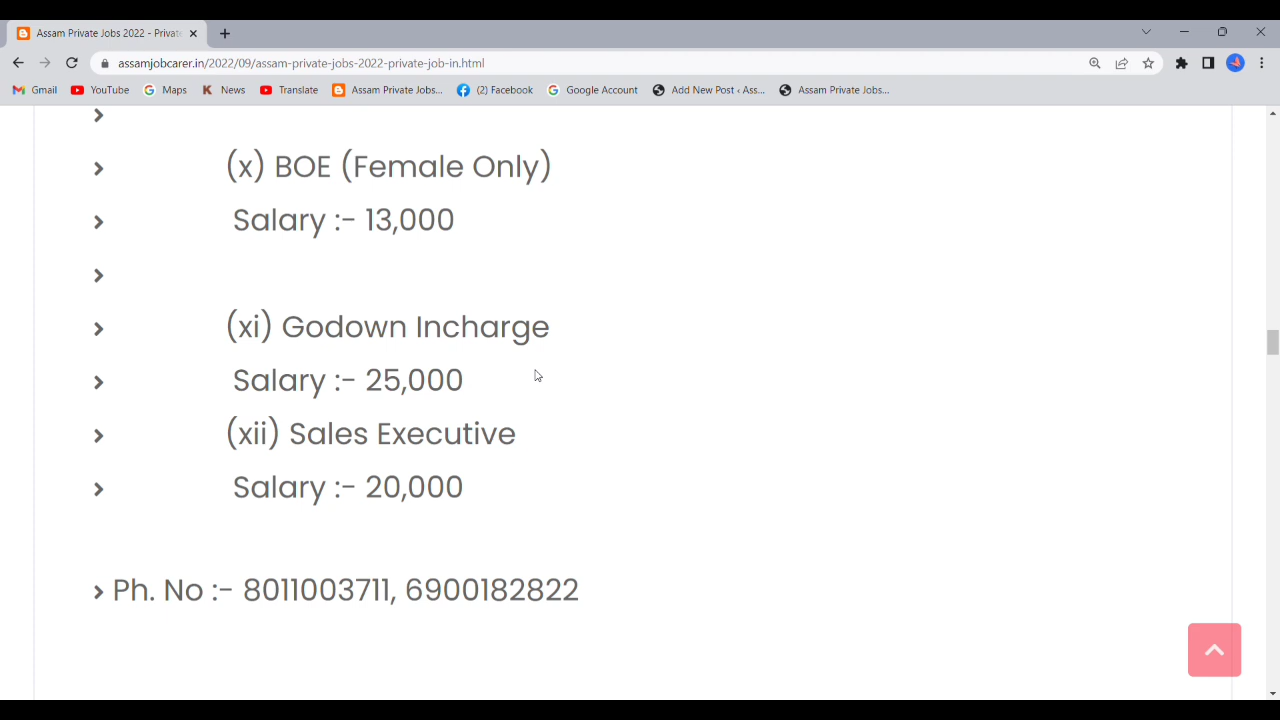 Assam Private Jobs 2022 - Privat
assamjobcarer.in/2022/09/assam-private-jobs-2022-private-job-in.html
Gmail YouTube Maps News Translate Assam Private Jobs... (2) Facebook Google Account Add New Post ‹ Ass... Assam Private Jobs...
(x) BOE (Female Only)
Salary :- 13,000
(xi) Godown Incharge
Salary :- 25,000
(xii) Sales Executive
Salary :- 20,000
Ph. No :- 8011003711, 6900182822